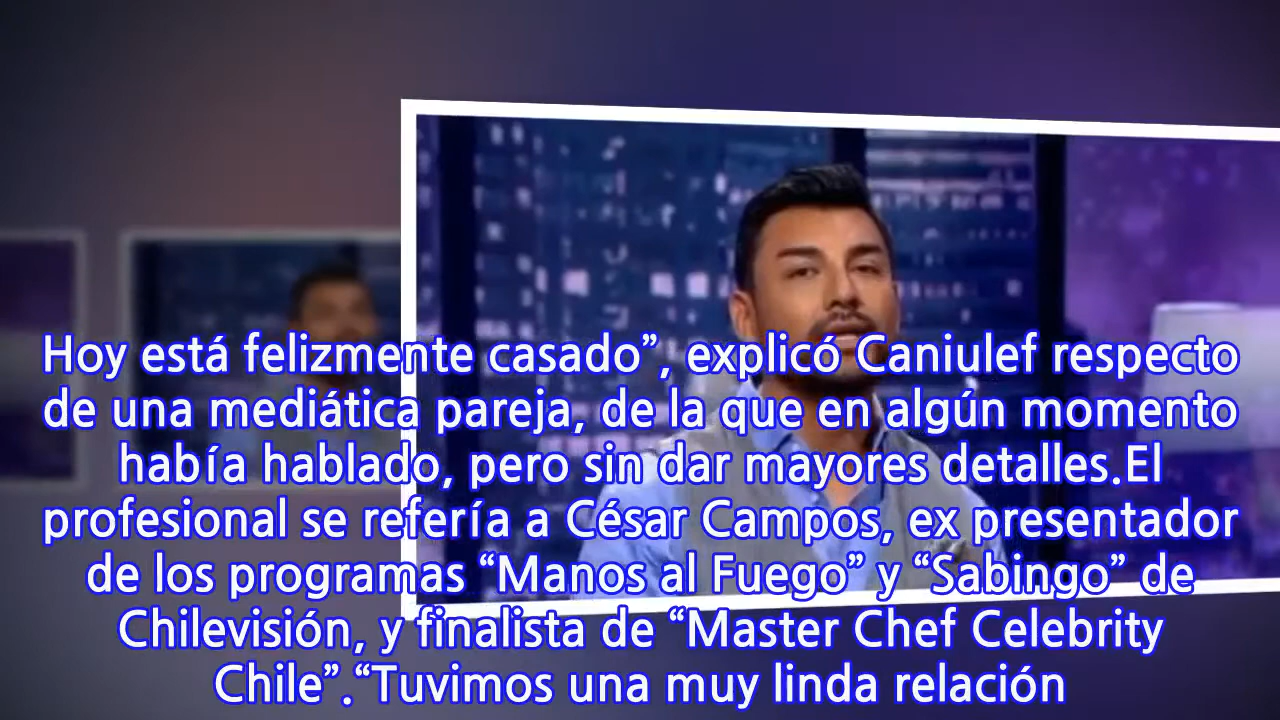 Hoy está felizmente casado”, explicó Caniulef respecto
de una mediática pareja, de la que en algún momento
había hablado, pero sin dar mayores detalles.El
profesional se refería a César Campos, ex presentador
de los programas “Manos al Fuego” y “Sabingo” de
Chilevisión, y finalista de “Master Chef Celebrity
Chile”.“Tuvimos una muy linda relación